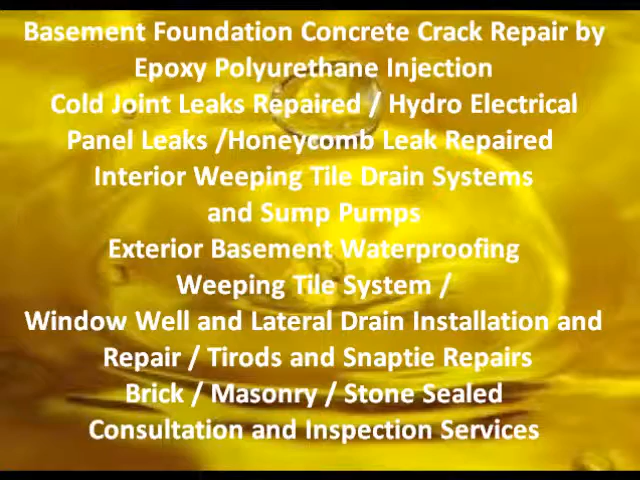 Basement Foundation Concrete Crack Repair by
Epoxy Polyurethane Injection
Cold Joint Leaks Repaired / Hydro Electrical
Panel Leaks /Honeycomb Leak Repaired
Interior Weeping Tile Drain Systems
and Sump Pumps
Exterior Basement Waterproofing
Weeping Tile System /
Window Well and Lateral Drain Installation and
Repair / Tirods and Snaptie Repairs
Brick / Masonry / Stone Sealed
Consultation and Inspection Services